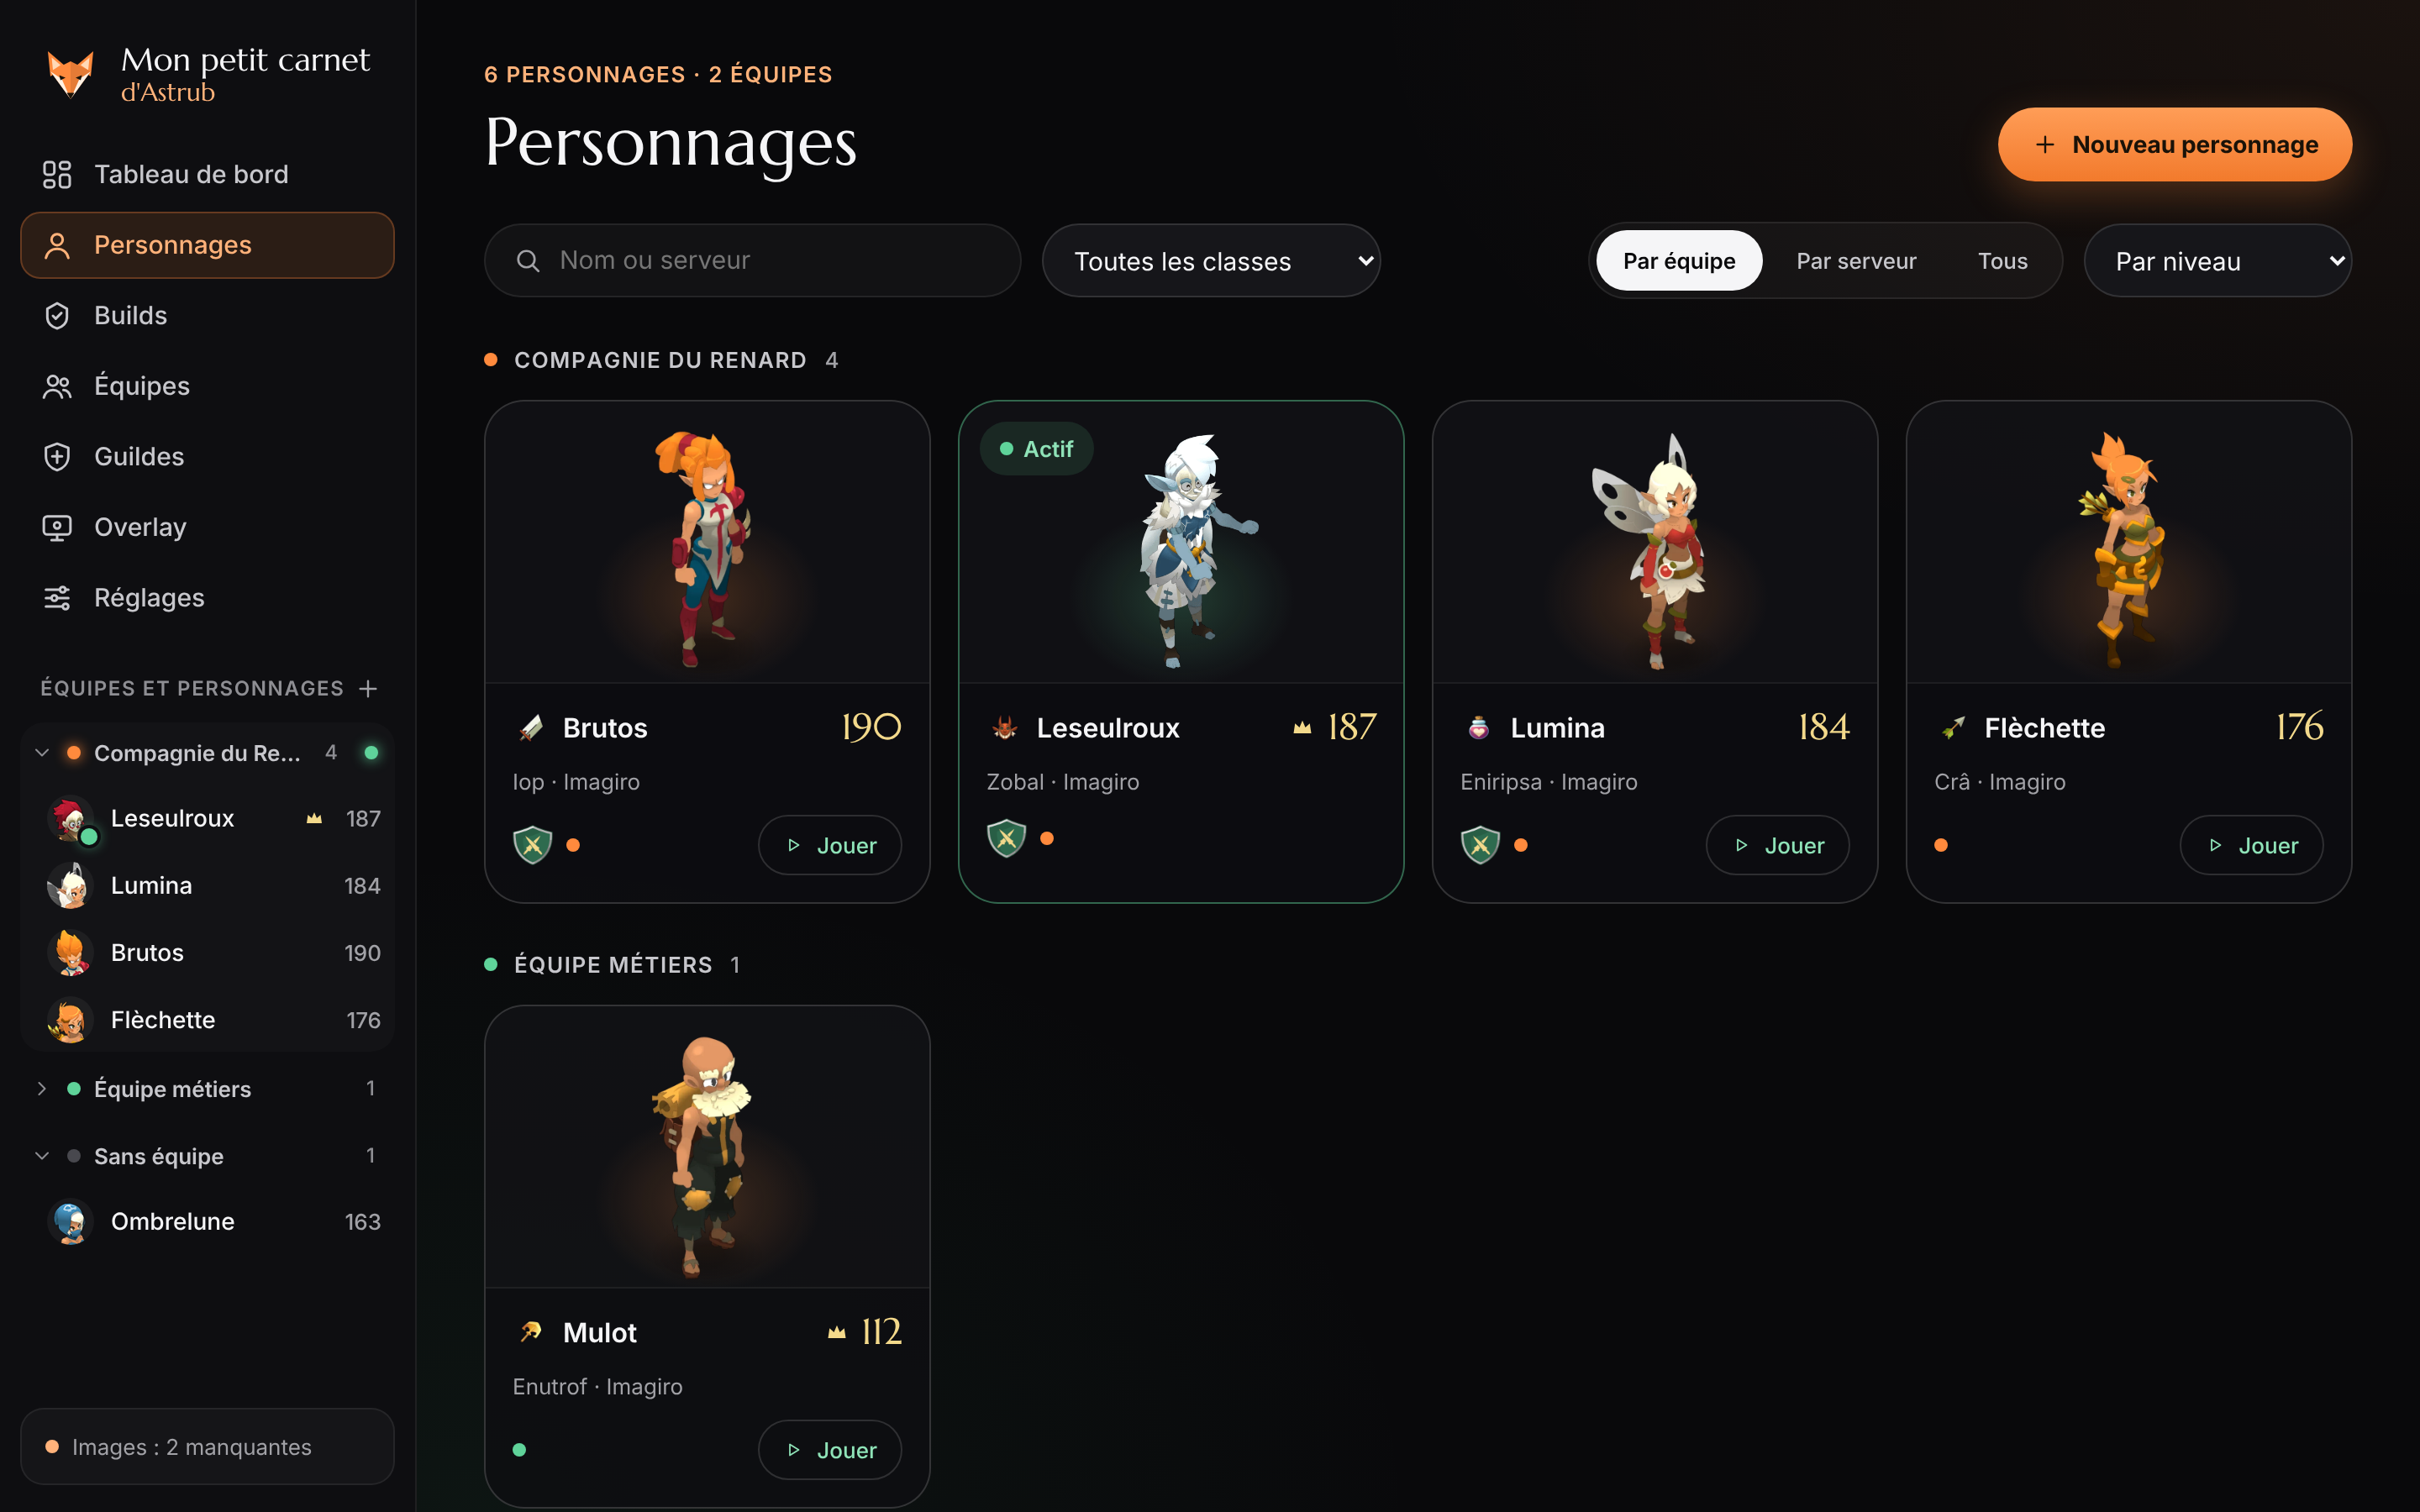 Mon petit carnet
d'Astrub
Tableau de bord
Personnages
Builds
Équipes
Guildes
Overlay
Réglages
ÉQUIPES ET PERSONNAGES
Compagnie du Re... 4
Leseulroux 187
Lumina 184
Brutos 190
Flèchette 176
Équipe métiers 1
Sans équipe 1
Ombrelune 163
Images : 2 manquantes
6 PERSONNAGES · 2 ÉQUIPES
Personnages
Nouveau personnage
Nom ou serveur
Toutes les classes
Par équipe
Par serveur
Tous
Par niveau
COMPAGNIE DU RENARD 4
Brutos 190
Iop · Imagiro
Jouer
Actif
Leseulroux 187
Zobal · Imagiro
Lumina 184
Eniripsa · Imagiro
Jouer
Flèchette 176
Crâ · Imagiro
Jouer
ÉQUIPE MÉTIERS 1
Mulot 112
Enutrof · Imagiro
Jouer